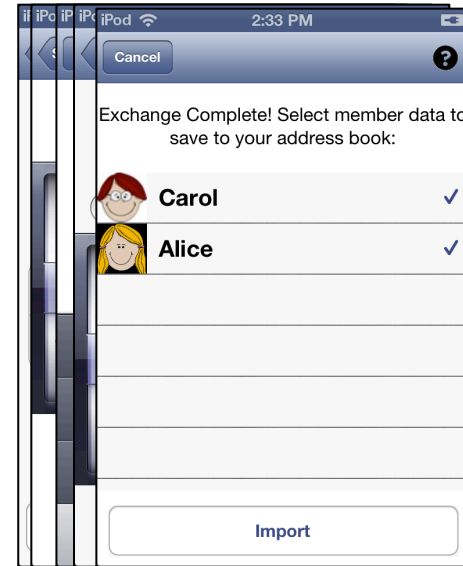 iPod 2:33 PM
Cancel ?
Exchange Complete! Select member data to
save to your address book:
Carol
Alice
Import